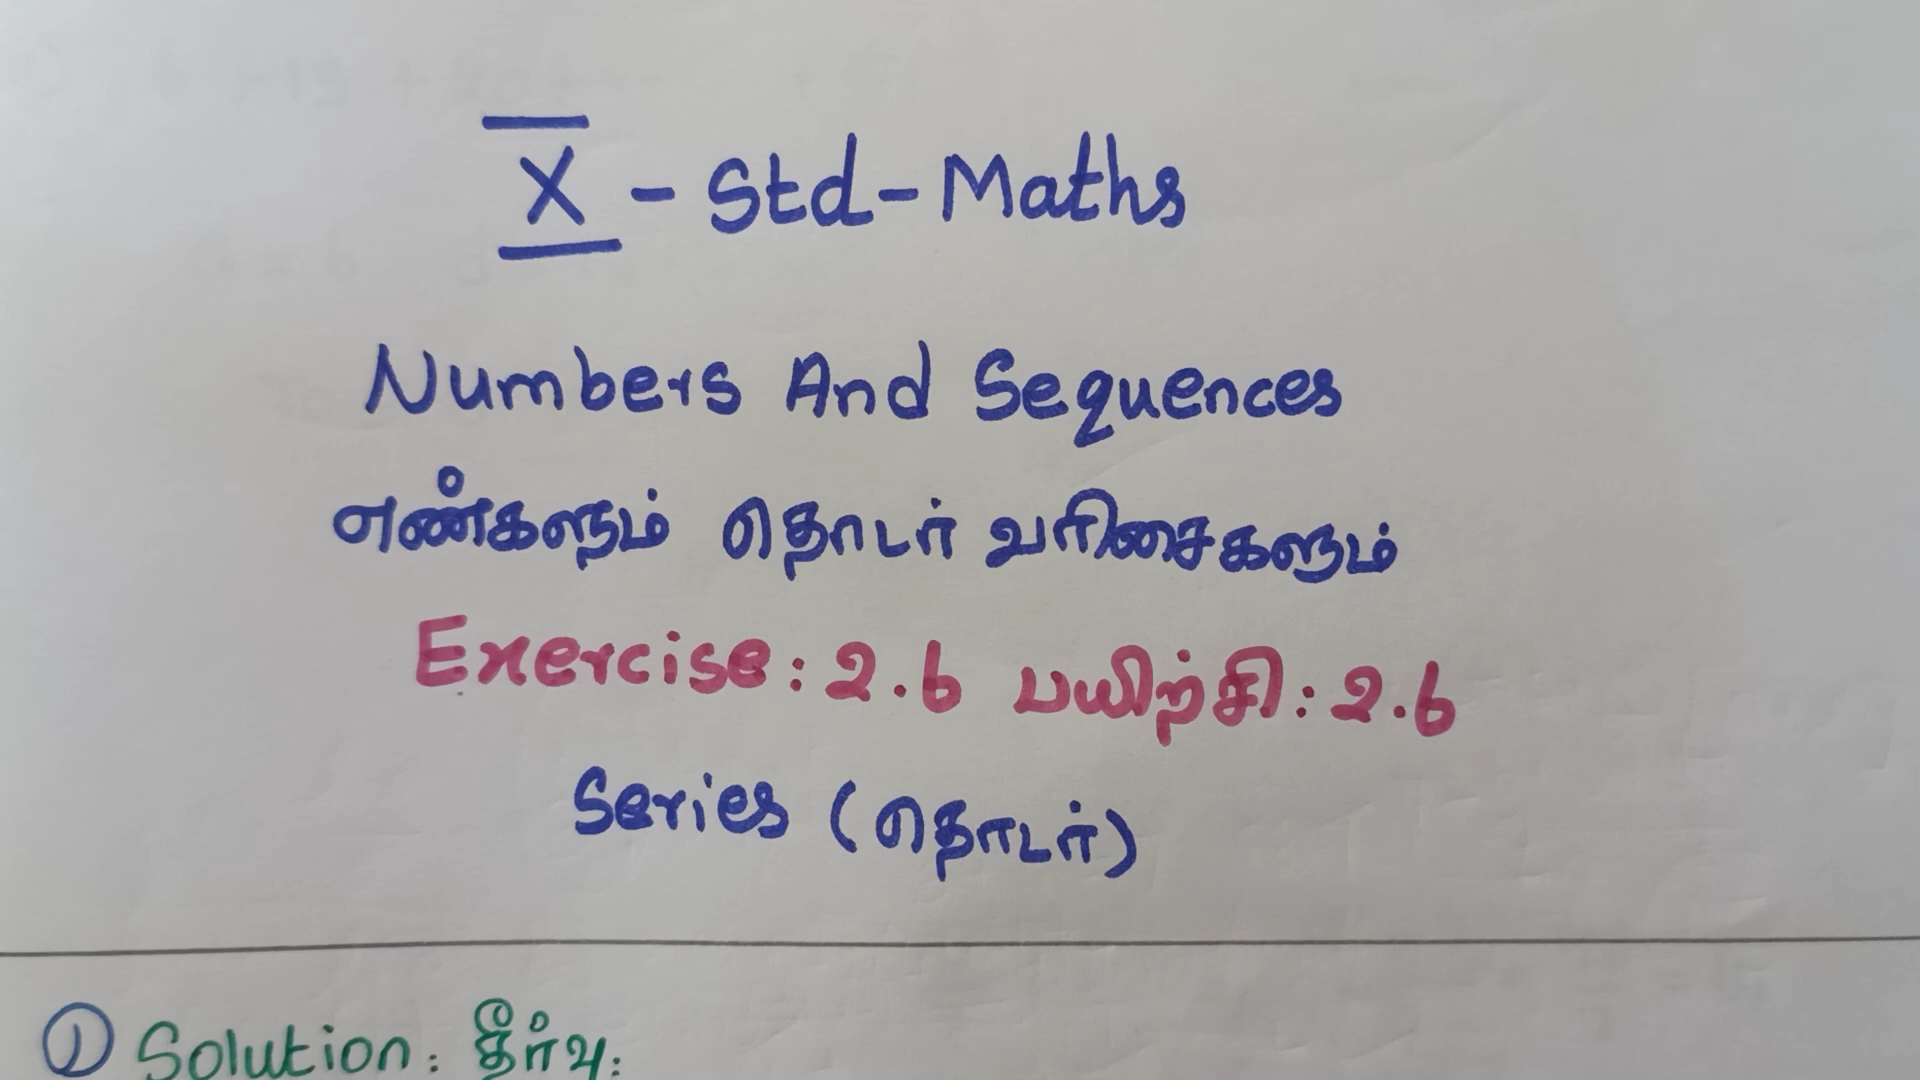 X - Std - Maths
Numbers And Sequences
எண்களும் தொடர் வரிசைகளும்
Exercise: 2.6 பயிற்சி: 2.6
Series (தொடர்)
① Solution: தீர்வு: